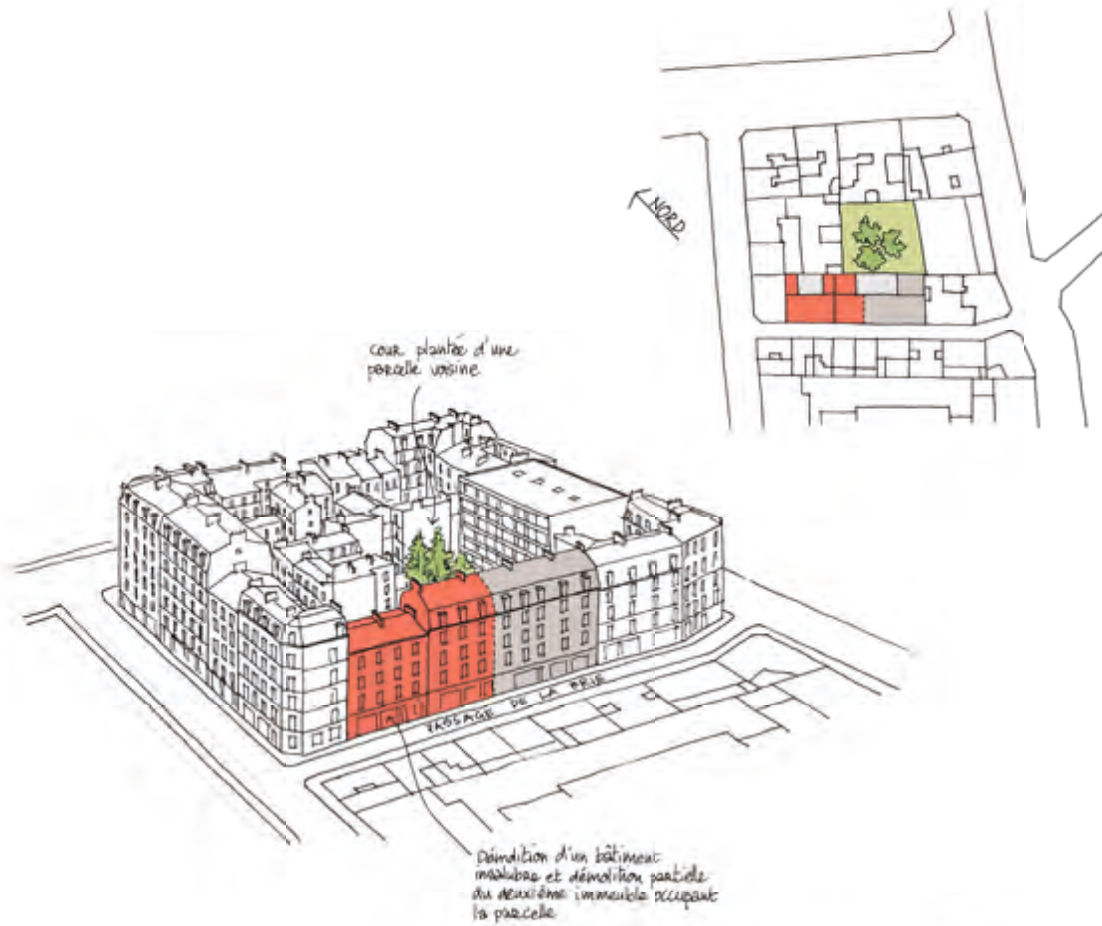 NORD
cour plantée d'une
parcelle voisine
PASSAGE DE LA BRIE
Démolition d'un bâtiment
insalubre et démolition partielle
du deuxième immeuble occupant
la parcelle